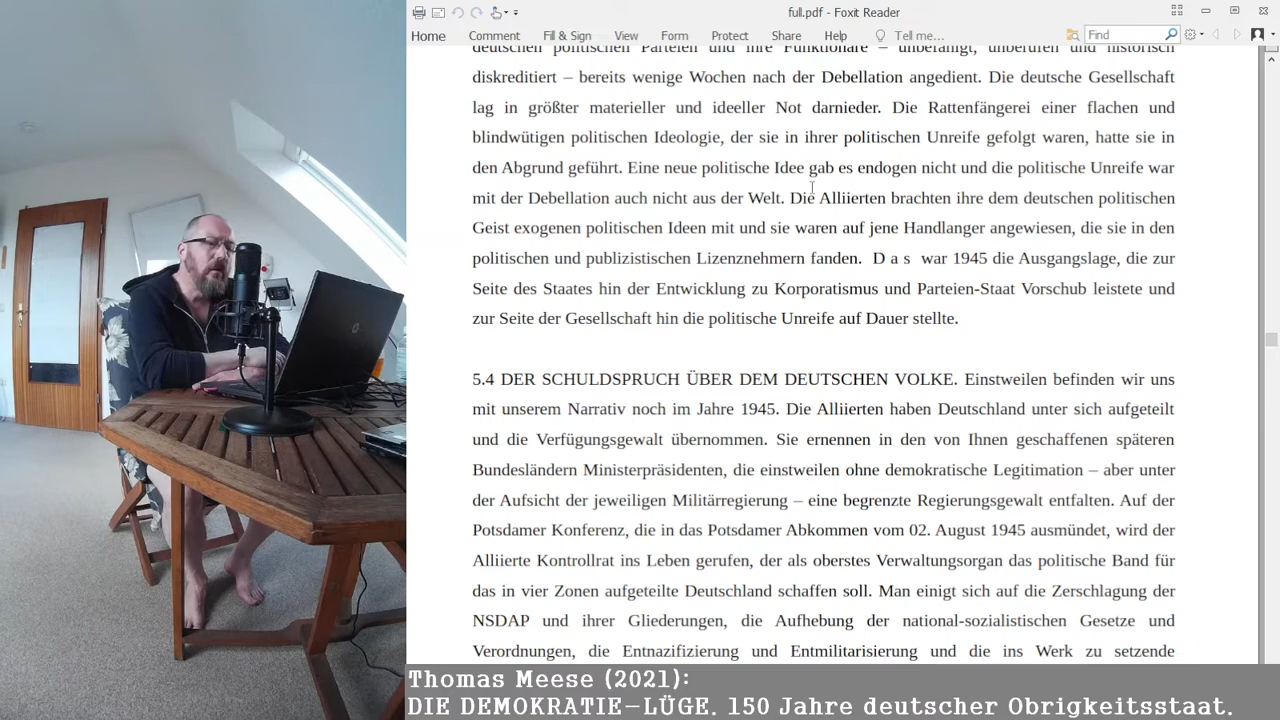 full.pdf - Foxit Reader
Home Comment Fill & Sign View Form Protect Share Help Tell me... Find
deutschen politischen Parteien und ihre Funktionäre – unbefähigt, unberufen und historisch
diskreditiert – bereits wenige Wochen nach der Debellation angedient. Die deutsche Gesellschaft
lag in größter materieller und ideeller Not darnieder. Die Rattenfängerei einer flachen und
blindwütigen politischen Ideologie, der sie in ihrer politischen Unreife gefolgt waren, hatte sie in
den Abgrund geführt. Eine neue politische Idee gab es endogen nicht und die politische Unreife war
mit der Debellation auch nicht aus der Welt. Die Alliierten brachten ihre dem deutschen politischen
Geist exogenen politischen Ideen mit und sie waren auf jene Handlanger angewiesen, die sie in den
politischen und publizistischen Lizenznehmern fanden. D a s war 1945 die Ausgangslage, die zur
Seite des Staates hin der Entwicklung zu Korporatismus und Parteien-Staat Vorschub leistete und
zur Seite der Gesellschaft hin die politische Unreife auf Dauer stellte.
5.4 DER SCHULDSPRUCH ÜBER DEM DEUTSCHEN VOLKE. Einstweilen befinden wir uns
mit unserem Narrativ noch im Jahre 1945. Die Alliierten haben Deutschland unter sich aufgeteilt
und die Verfügungsgewalt übernommen. Sie ernennen in den von Ihnen geschaffenen späteren
Bundesländern Ministerpräsidenten, die einstweilen ohne demokratische Legitimation – aber unter
der Aufsicht der jeweiligen Militärregierung – eine begrenzte Regierungsgewalt entfalten. Auf der
Potsdamer Konferenz, die in das Potsdamer Abkommen vom 02. August 1945 ausmündet, wird der
Alliierte Kontrollrat ins Leben gerufen, der als oberstes Verwaltungsorgan das politische Band für
das in vier Zonen aufgeteilte Deutschland schaffen soll. Man einigt sich auf die Zerschlagung der
NSDAP und ihrer Gliederungen, die Aufhebung der national-sozialistischen Gesetze und
Verordnungen, die Entnazifizierung und Entmilitarisierung und die ins Werk zu setzende
Thomas Meese (2021):
DIE DEMOKRATIE-LÜGE. 150 Jahre deutscher Obrigkeitsstaat.